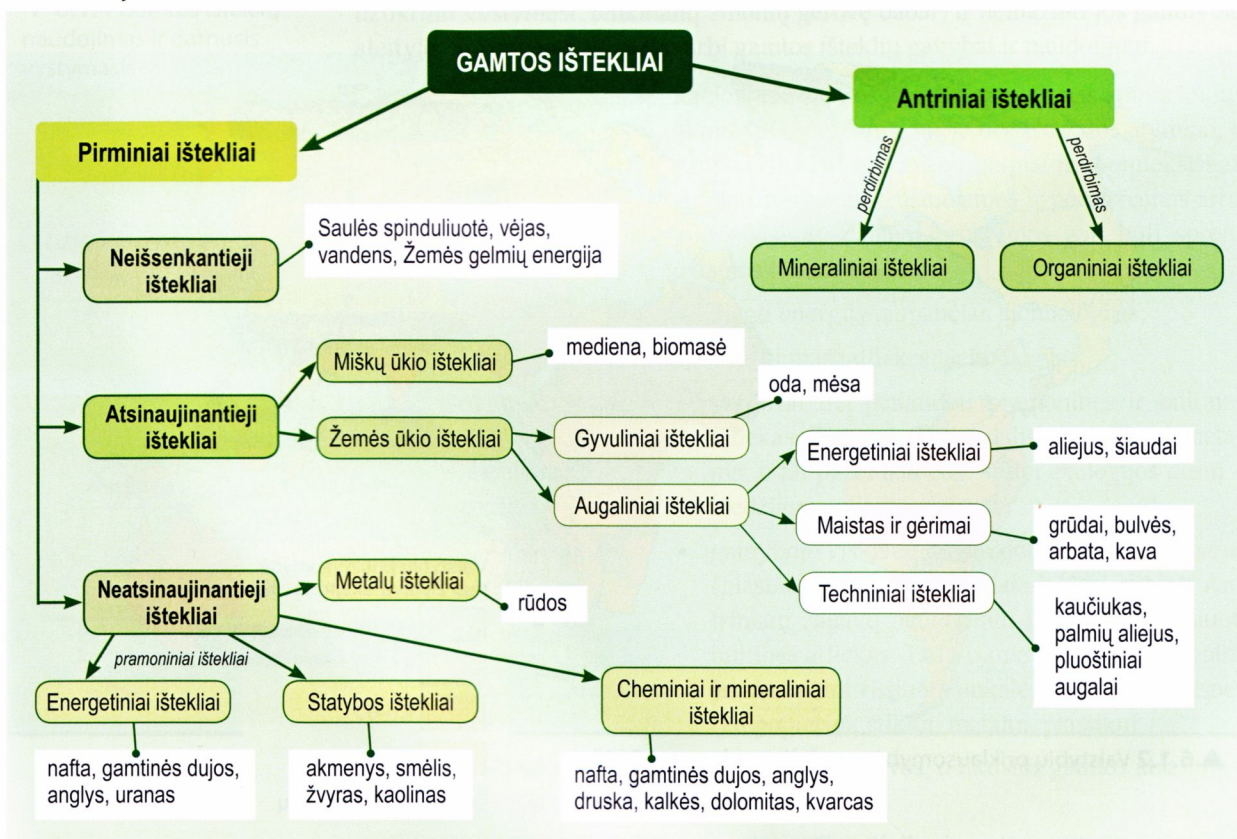 GAMTOS IŠTEKLIAI
Pirminiai ištekliai
Antriniai ištekliai
perdirbimas
perdirbimas
Mineraliniai ištekliai
Organiniai ištekliai
Neišsenkantieji
ištekliai
Saulės spinduliuotė, vėjas,
vandens, Žemės gelmių energija
Atsinaujinantieji
ištekliai
Miškų ūkio ištekliai
mediena, biomasė
Žemės ūkio ištekliai
Gyvuliniai ištekliai
oda, mėsa
Augaliniai ištekliai
Energetiniai ištekliai
aliejus, šiaudai
Maistas ir gėrimai
grūdai, bulvės,
arbata, kava
Techniniai ištekliai
kaučiukas,
palmių aliejus,
pluoštiniai
augalai
Neatsinaujinantieji
ištekliai
Metalų ištekliai
rūdos
pramoniniai ištekliai
Energetiniai ištekliai
nafta, gamtinės dujos,
anglys, uranas
Statybos ištekliai
akmenys, smėlis,
žvyras, kaolinas
Cheminiai ir mineraliniai
ištekliai
nafta, gamtinės dujos, anglys,
druska, kalkės, dolomitas, kvarcas